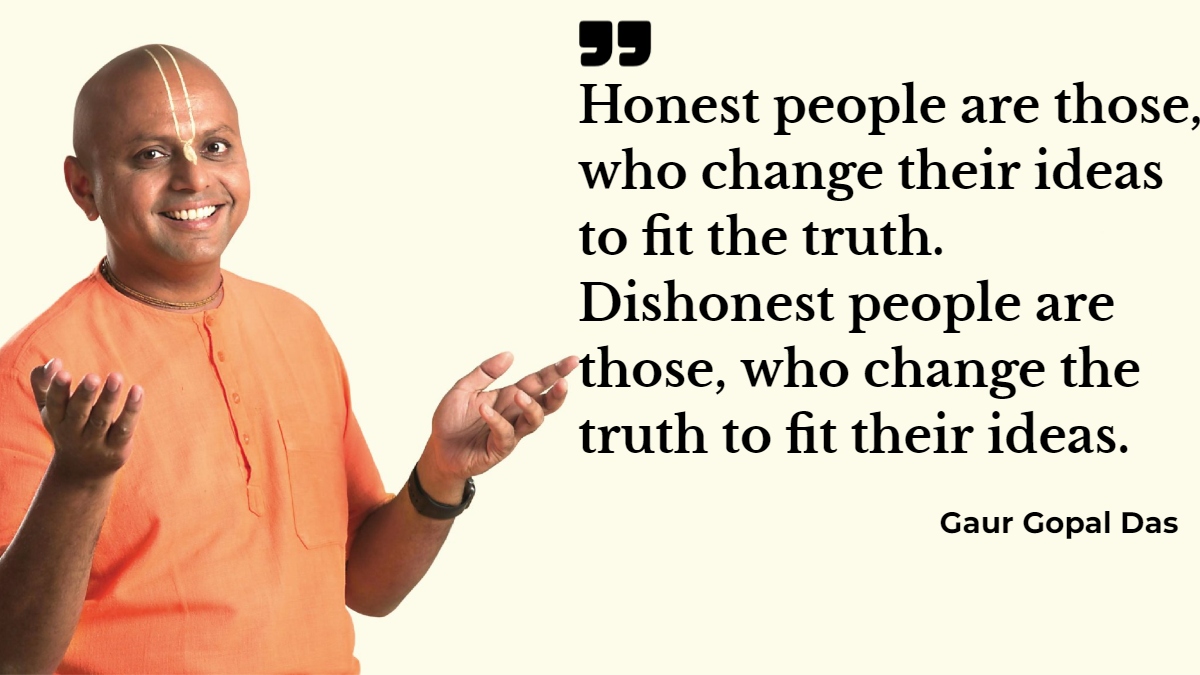 Honest people are those,
who change their ideas
to fit the truth.
Dishonest people are
those, who change the
truth to fit their ideas.
Gaur Gopal Das